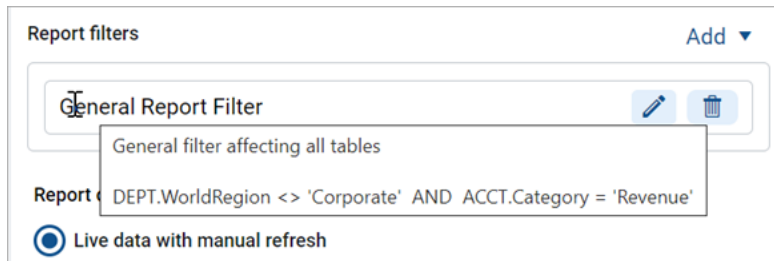 Report filters
Add
General Report Filter
General filter affecting all tables
DEPT.WorldRegion <> 'Corporate' AND ACCT.Category = 'Revenue'
Report
Live data with manual refresh